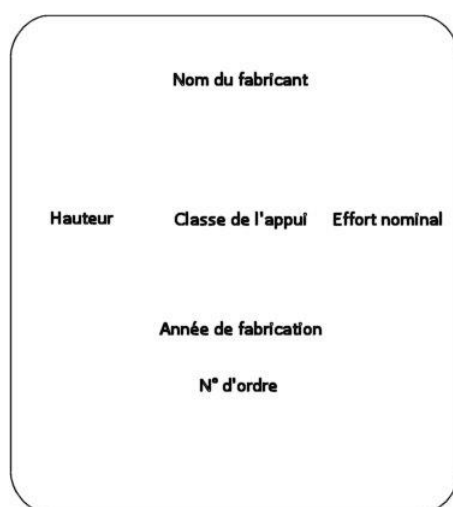 Nom du fabricant
Hauteur Classe de l'appui Effort nominal
Année de fabrication
N° d'ordre